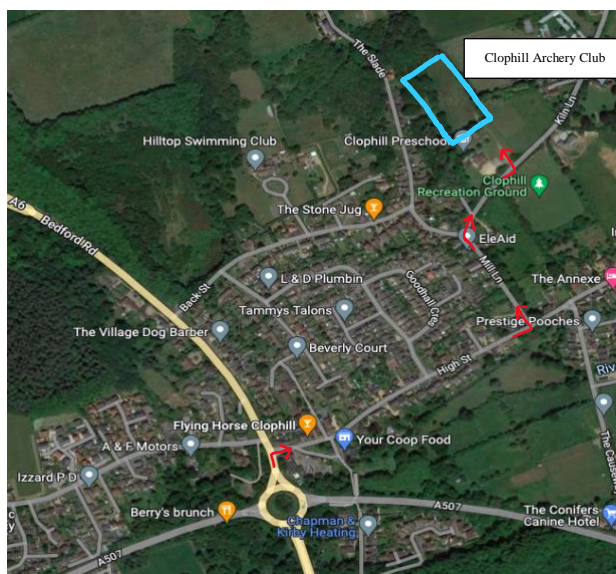 Clophill Archery Club
The Slade
Kiln Ln
Hilltop Swimming Club
Clophill Preschool
Clophill
Recreation Ground
A6
Bedford Rd
The Stone Jug
EleAid
Mill Ln
The Annexe
Back St
L & D Plumbin
Goodhall Cres
Tammys Talons
Prestige Pooches
The Village Dog Barber
Beverly Court
High St
Flying Horse Clophill
Your Coop Food
A & F Motors
Izzard P D
The Causew
A507
Berry's brunch
Chapman &
Kirby Heating
The Conifers
Canine Hotel
A507